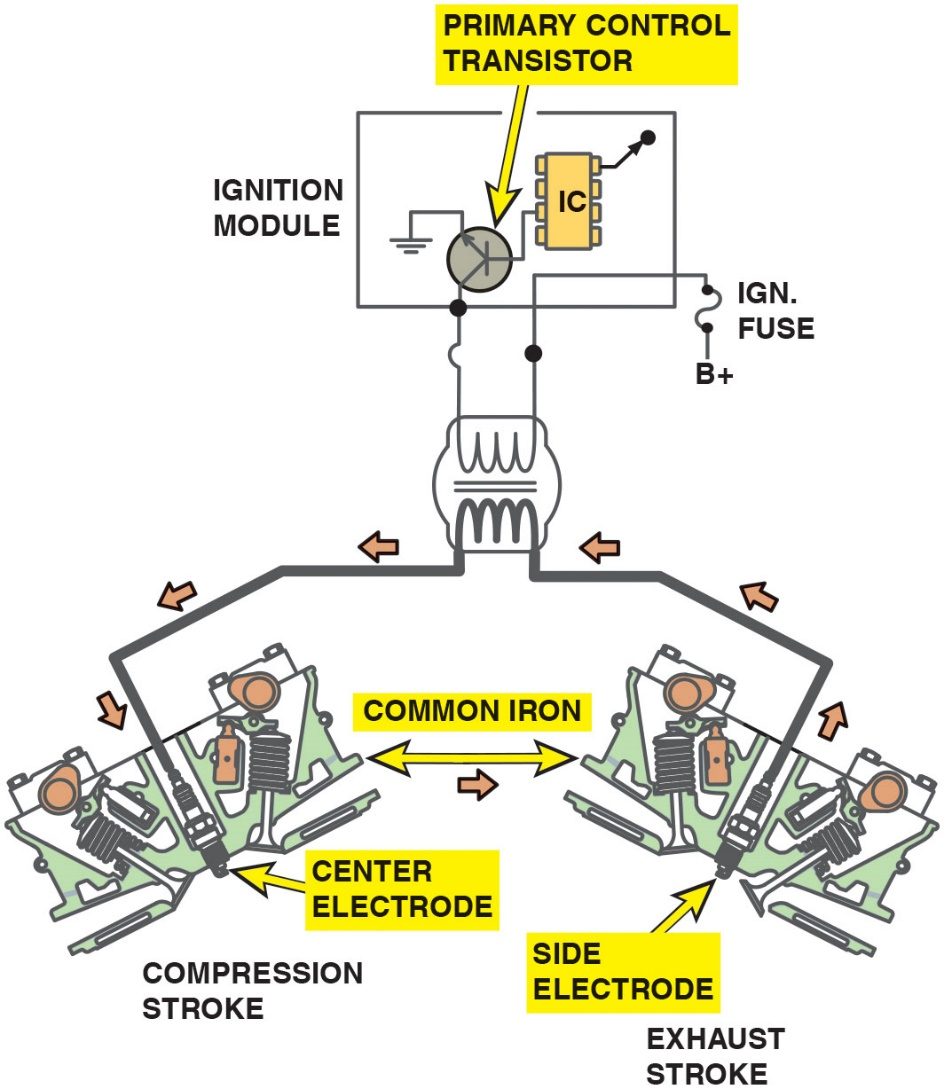 PRIMARY CONTROL
TRANSISTOR
IGNITION
MODULE
IC
IGN.
FUSE
B+
COMMON IRON
CENTER
ELECTRODE
SIDE
ELECTRODE
COMPRESSION
STROKE
EXHAUST
STROKE